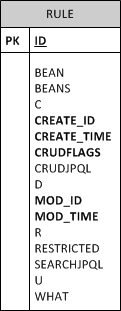 RULE
PK ID
BEAN
BEANS
C
CREATE_ID
CREATE_TIME
CRUDFLAGS
CRUDJPQL
D
MOD_ID
MOD_TIME
R
RESTRICTED
SEARCHJPQL
U
WHAT